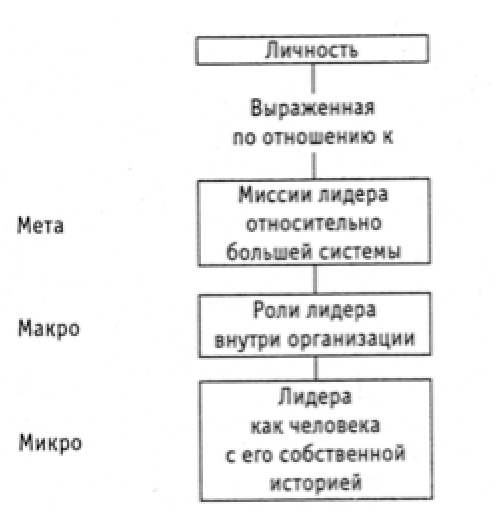 Личность
Выраженная
по отношению к
Мета
Миссии лидера
относительно
большей системы
Макро
Роли лидера
внутри организации
Микро
Лидера
как человека
с его собственной
историей